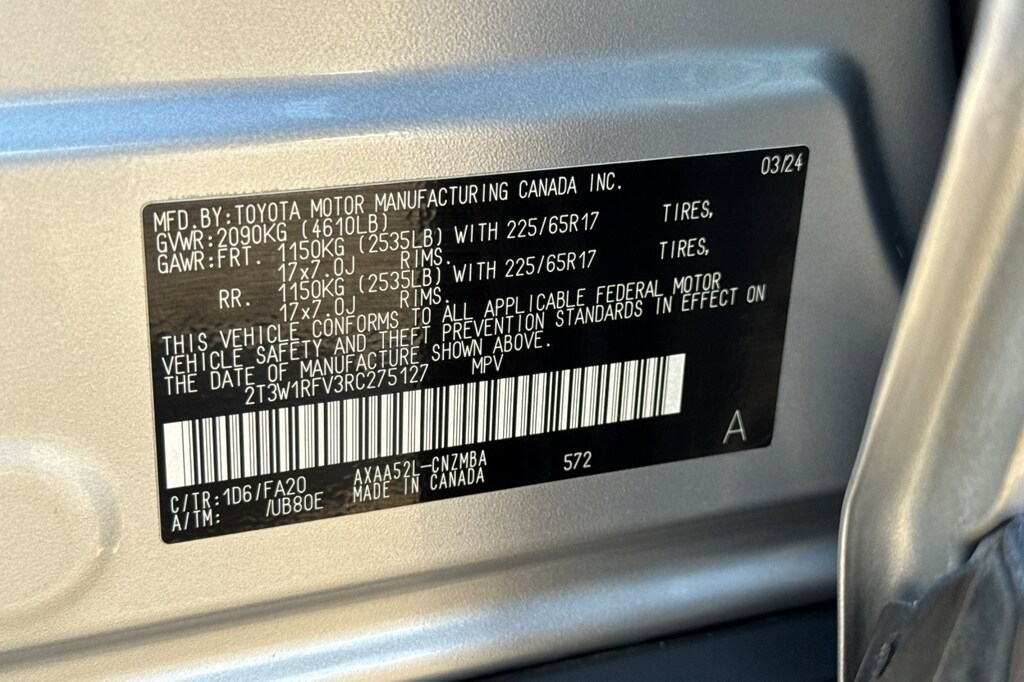 03/24
MFD.BY:TOYOTA MOTOR MANUFACTURING CANADA INC.
GVWR:2090KG (4610LB)
GAWR:FRT. 1150KG (2535LB) WITH 225/65R17 TIRES,
17x7.0J RIMS.
RR. 1150KG (2535LB) WITH 225/65R17 TIRES,
17x7.0J RIMS.
THIS VEHICLE CONFORMS TO ALL APPLICABLE FEDERAL MOTOR
VEHICLE SAFETY AND THEFT PREVENTION STANDARDS IN EFFECT ON
THE DATE OF MANUFACTURE SHOWN ABOVE.
2T3W1RFV3RC275127 MPV
A
C/TR:1D6/FA20 AXAA52L-CNZMBA 572
A/TM: /UB80E MADE IN CANADA